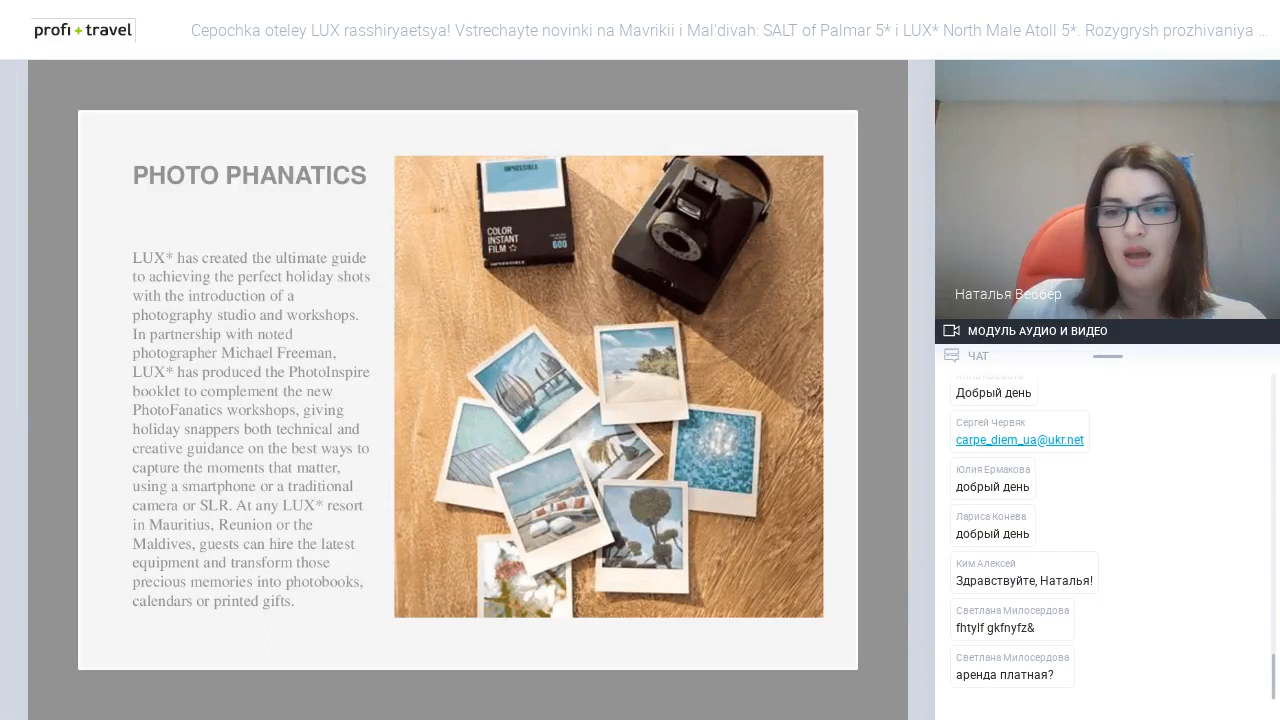 profi + travel
Cepochka oteley LUX rasshiryaetsya! Vstrechayte novinki na Mavrikii i Mal'divah: SALT of Palmar 5* i LUX* North Male Atoll 5*. Rozygrysh prozhivaniya ...
PHOTO PHANATICS
LUX* has created the ultimate guide
to achieving the perfect holiday shots
with the introduction of a
photography studio and workshops.
In partnership with noted
photographer Michael Freeman,
LUX* has produced the PhotoInspire
booklet to complement the new
PhotoFanatics workshops, giving
holiday snappers both technical and
creative guidance on the best ways to
capture the moments that matter,
using a smartphone or a traditional
camera or SLR. At any LUX* resort
in Mauritius, Reunion or the
Maldives, guests can hire the latest
equipment and transform those
precious memories into photobooks,
calendars or printed gifts.
IMPOSSIBLE
COLOR
INSTANT
FILM
600
IMPOSSIBLE
Наталья Веббер
МОДУЛЬ АУДИО И ВИДЕО
ЧАТ
Добрый день
Сергей Червяк
carpe_diem_ua@ukr.net
Юлия Ермакова
добрый день
Лариса Конева
добрый день
Ким Алексей
Здравствуйте, Наталья!
Светлана Милосердова
fhtylf gkfnyfz&
Светлана Милосердова
аренда платная?